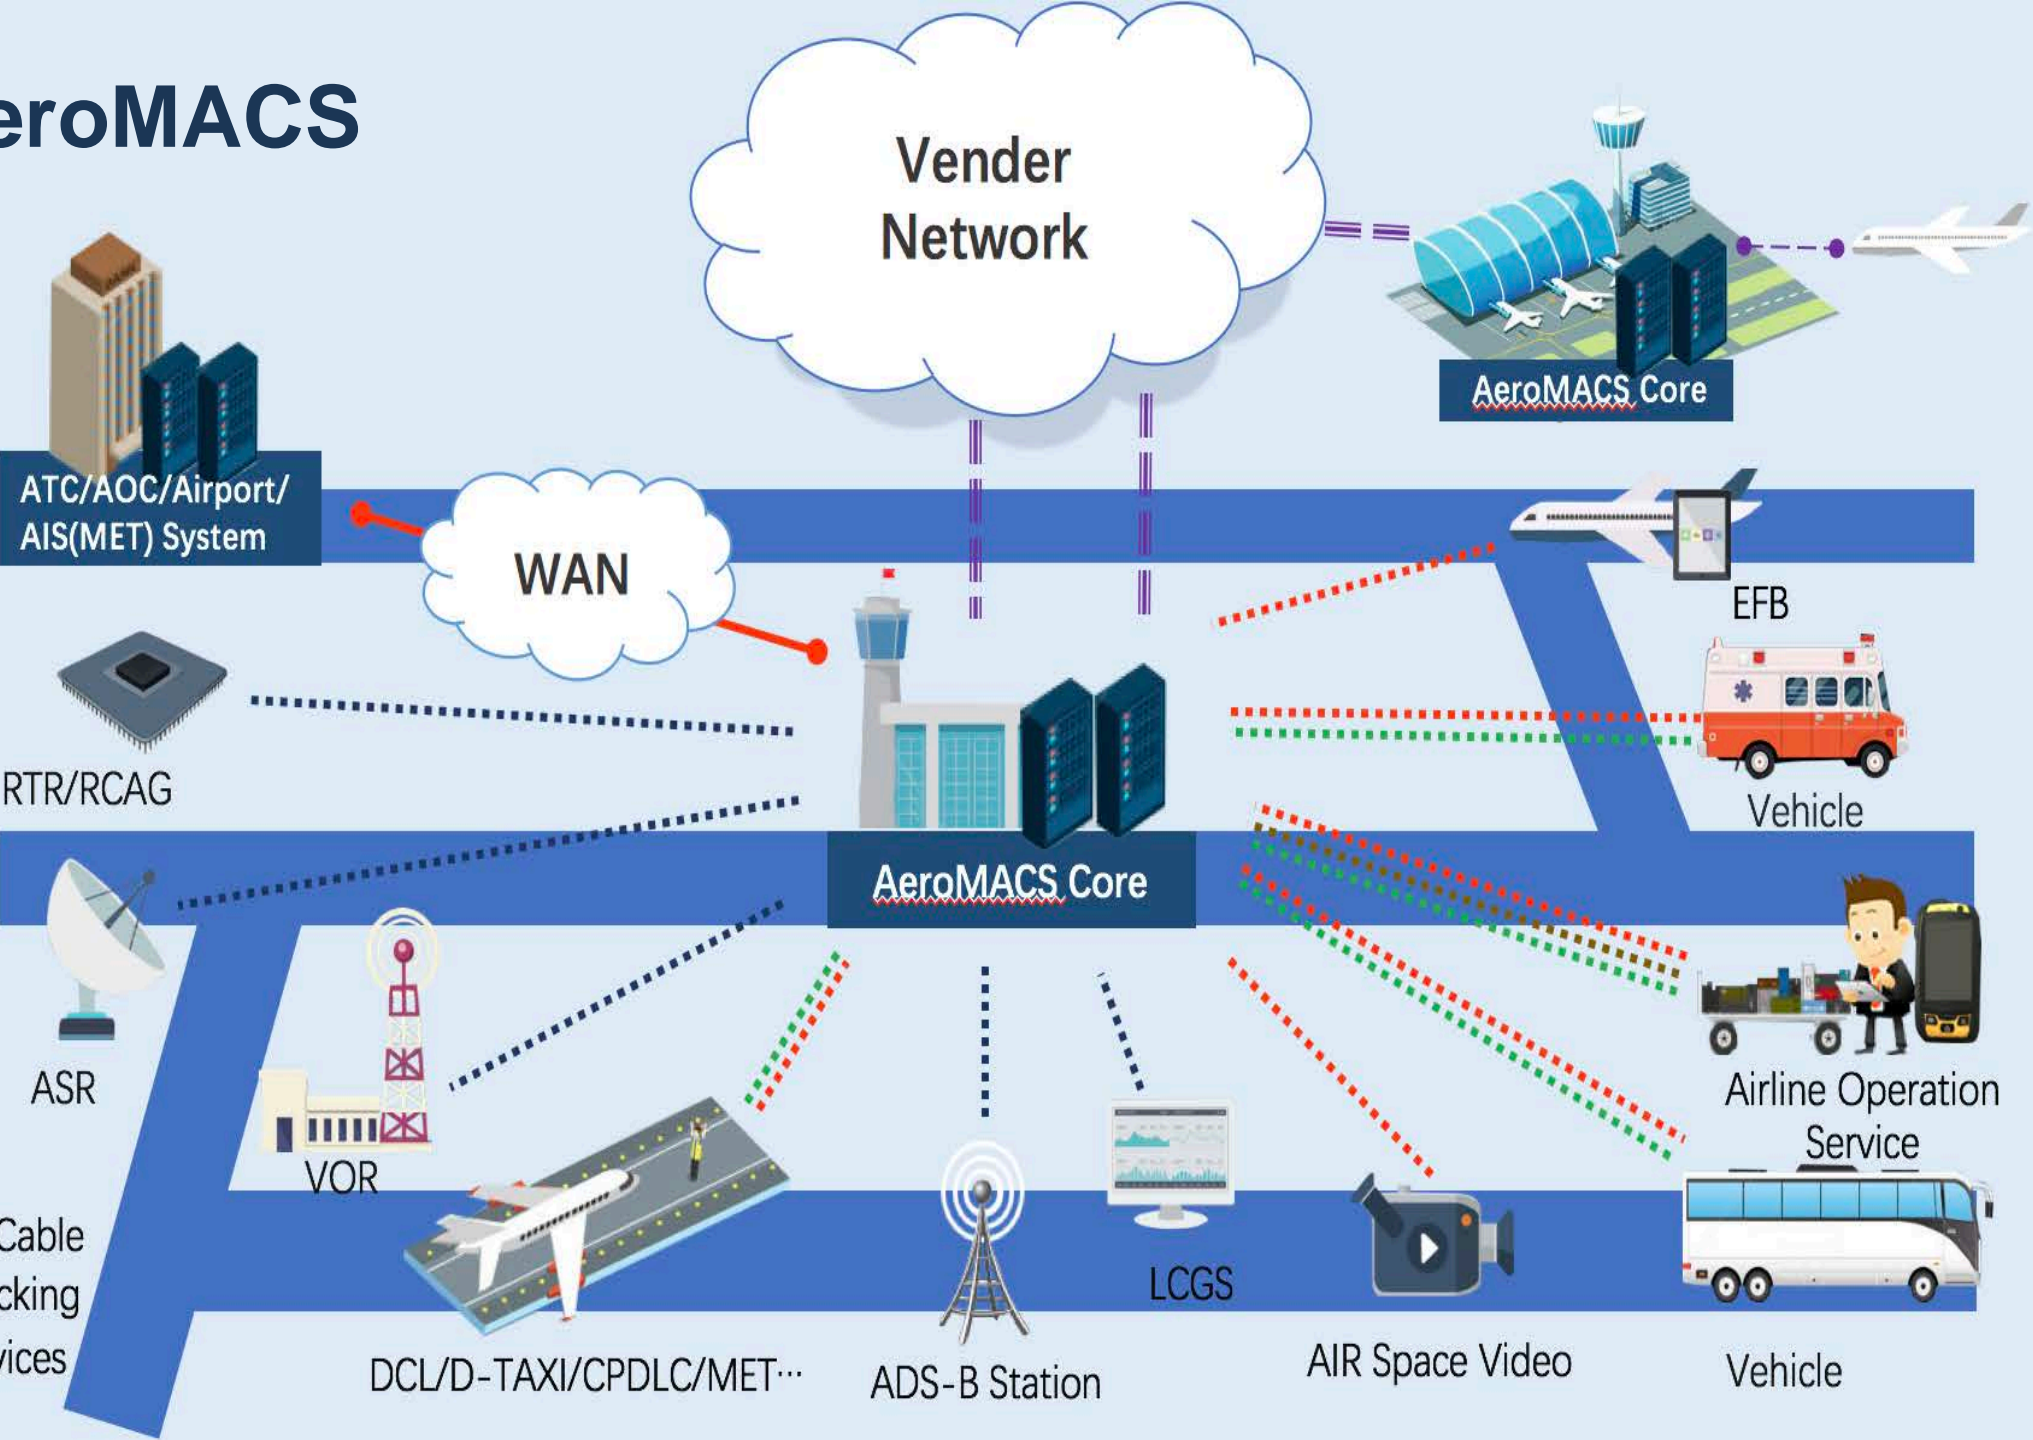 eroMACS
Vender
Network
AeroMACS Core
ATC/AOC/Airport/
AIS(MET) System
WAN
EFB
RTR/RCAG
Vehicle
AeroMACS Core
ASR
VOR
Airline Operation
Service
Cable
cking
vices
LCGS
DCL/D-TAXI/CPDLC/MET···
ADS-B Station
AIR Space Video
Vehicle